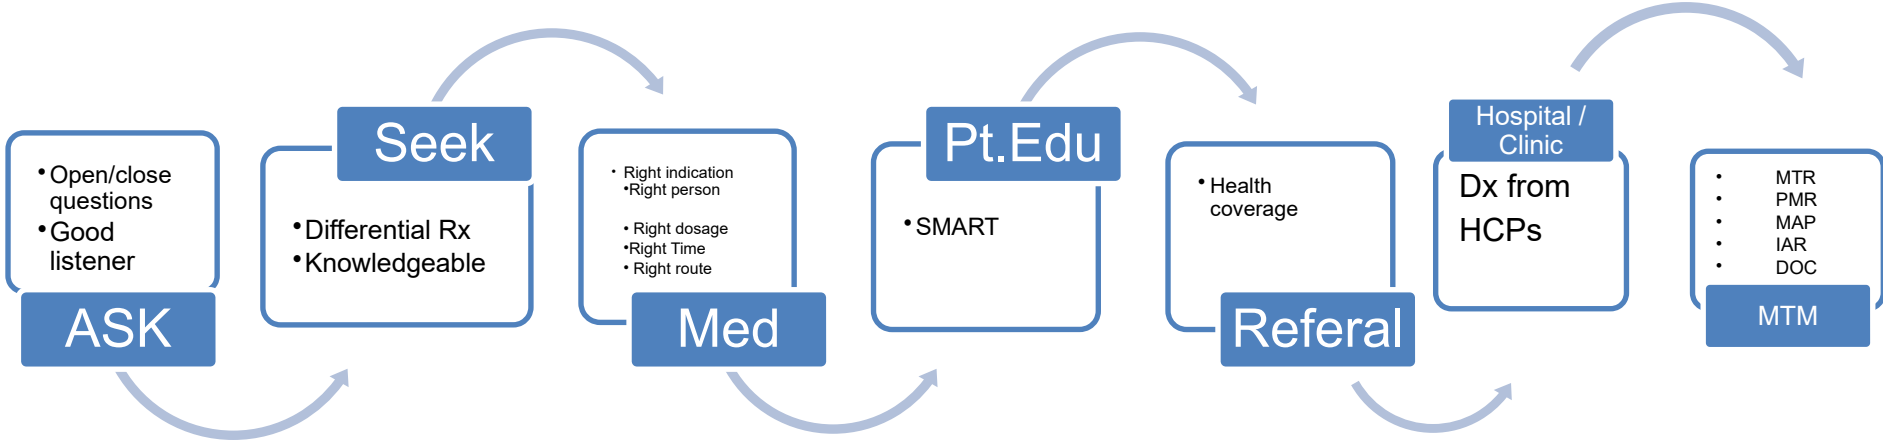 • Open/close
questions
• Good
listener
ASK
Seek
• Differential Rx
• Knowledgeable
• Right indication
• Right person
• Right dosage
• Right Time
• Right route
Med
Pt.Edu
• SMART
• Health
coverage
Referal
Hospital /
Clinic
Dx from
HCPs
• MTR
• PMR
• MAP
• IAR
• DOC
MTM